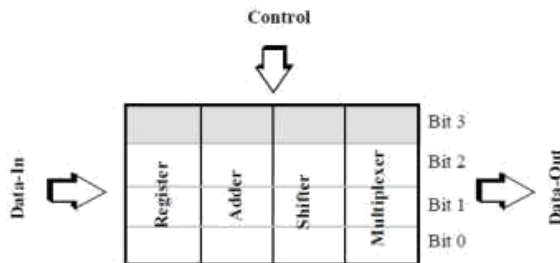 Control
Data-In
Register
Adder
Shifter
Multiplexer
Bit 3
Bit 2
Bit 1
Bit 0
Data-Out